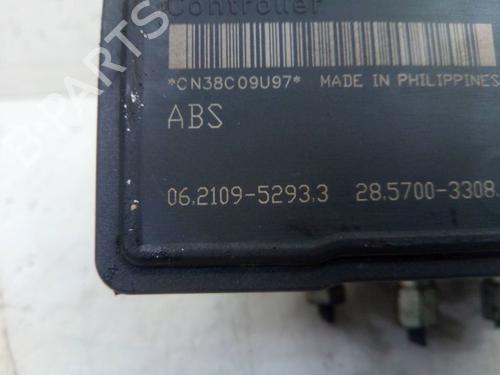 Controller
*CN38C09U97* MADE IN PHILIPPINES
ABS
06.2109-5293.3 28.5700-3308.
B-PARTS